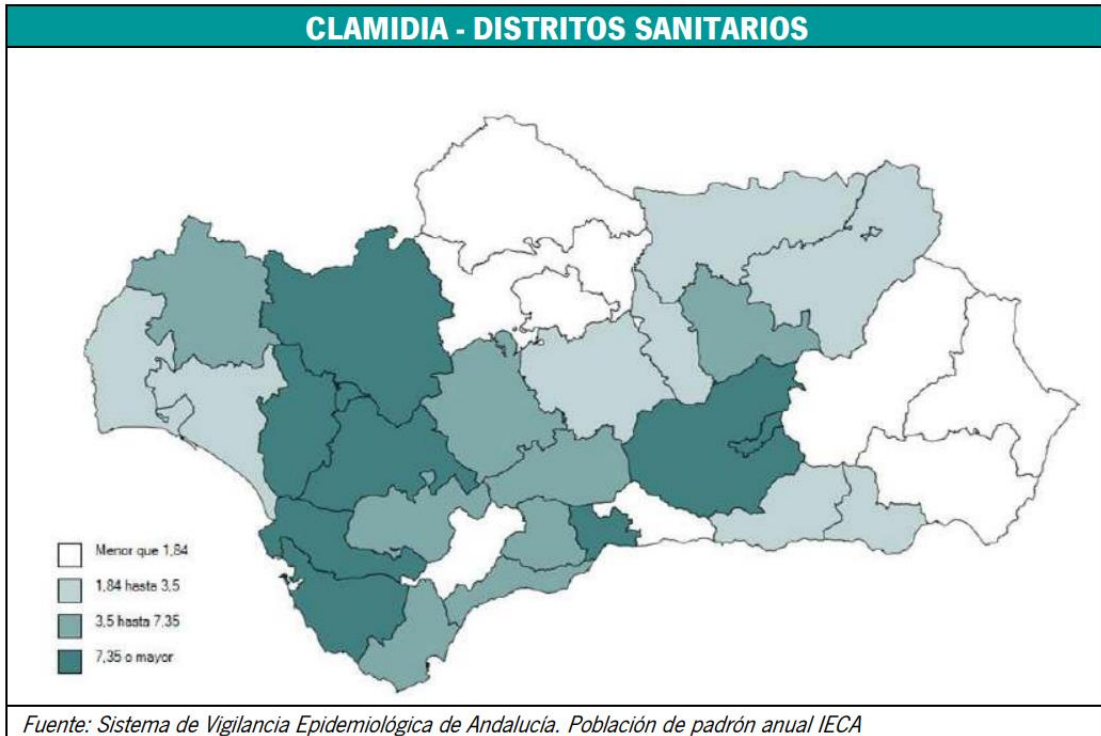 CLAMIDIA - DISTRITOS SANITARIOS
Menor que 1,84
1,84 hasta 3,5
3,5 hasta 7,35
7,35 o mayor
Fuente: Sistema de Vigilancia Epidemiológica de Andalucía. Población de padrón anual IECA